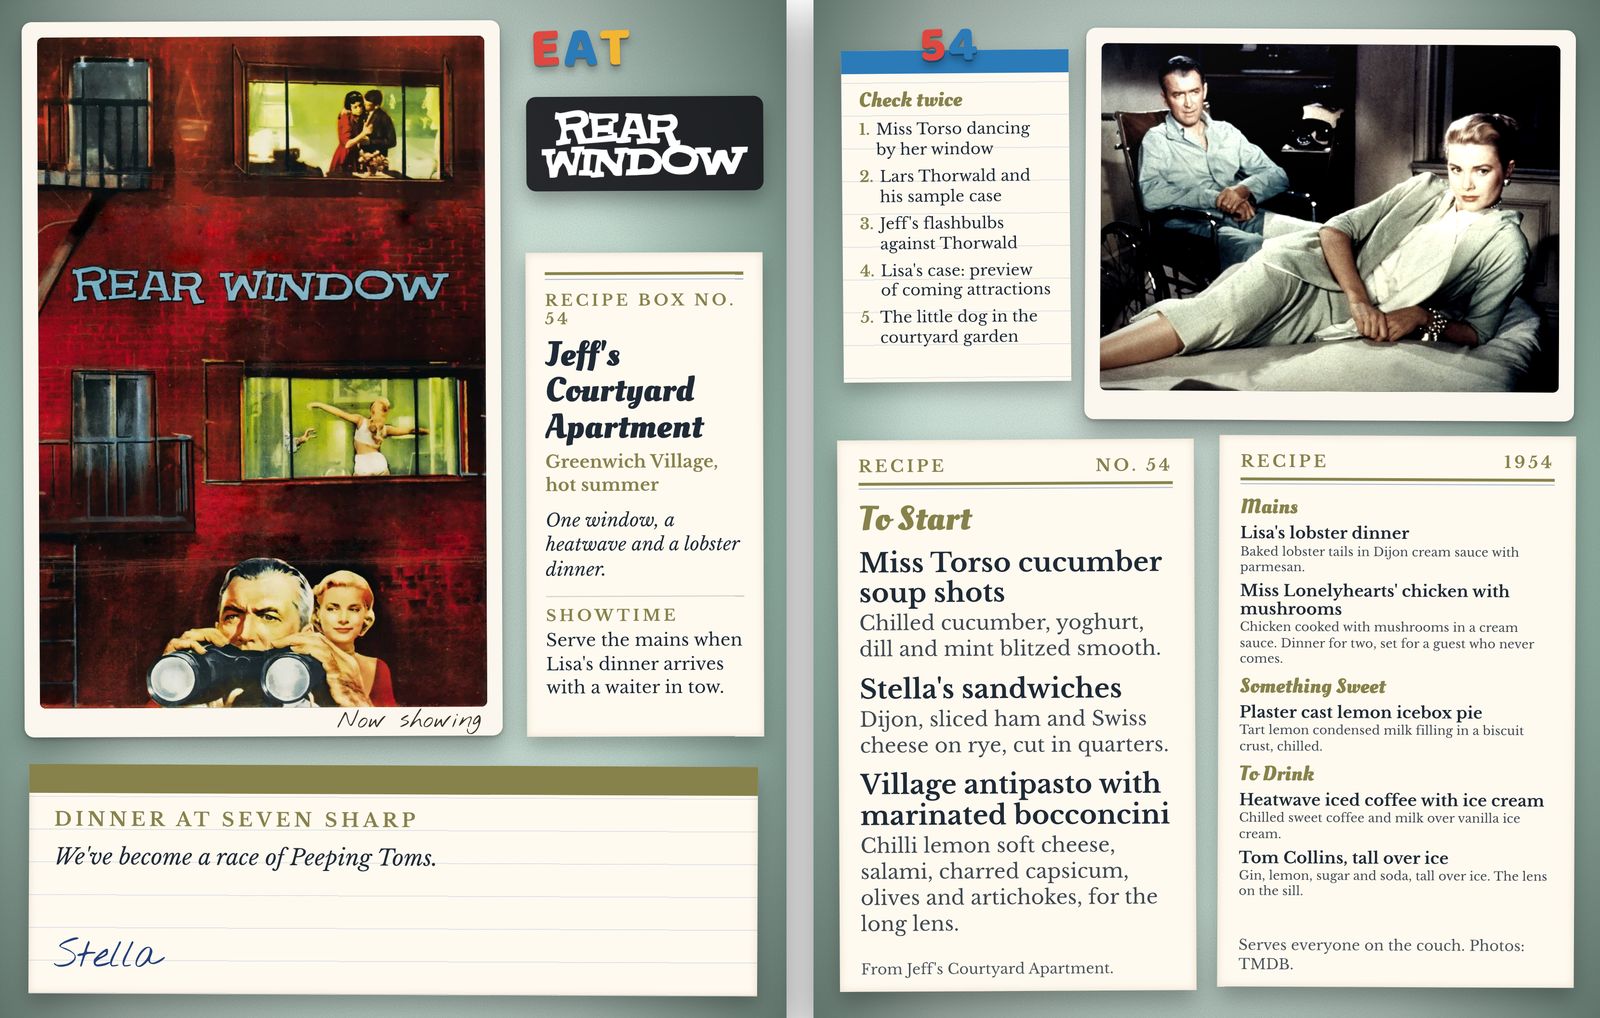 EAT
REAR
WINDOW
REAR WINDOW
Now showing
RECIPE BOX NO.
54
Jeff's
Courtyard
Apartment
Greenwich Village,
hot summer
One window, a
heatwave and a lobster
dinner.
SHOWTIME
Serve the mains when
Lisa's dinner arrives
with a waiter in tow.
DINNER AT SEVEN SHARP
We've become a race of Peeping Toms.
Stella
54
Check twice
1. Miss Torso dancing
by her window
2. Lars Thorwald and
his sample case
3. Jeff's flashbulbs
against Thorwald
4. Lisa's case: preview
of coming attractions
5. The little dog in the
courtyard garden
RECIPE NO. 54
To Start
Miss Torso cucumber
soup shots
Chilled cucumber, yoghurt,
dill and mint blitzed smooth.
Stella's sandwiches
Dijon, sliced ham and Swiss
cheese on rye, cut in quarters.
Village antipasto with
marinated bocconcini
Chilli lemon soft cheese,
salami, charred capsicum,
olives and artichokes, for the
long lens.
From Jeff's Courtyard Apartment.
RECIPE 1954
Mains
Lisa's lobster dinner
Baked lobster tails in Dijon cream sauce with
parmesan.
Miss Lonelyhearts' chicken with
mushrooms
Chicken cooked with mushrooms in a cream
sauce. Dinner for two, set for a guest who never
comes.
Something Sweet
Plaster cast lemon icebox pie
Tart lemon condensed milk filling in a biscuit
crust, chilled.
To Drink
Heatwave iced coffee with ice cream
Chilled sweet coffee and milk over vanilla ice
cream.
Tom Collins, tall over ice
Gin, lemon, sugar and soda, tall over ice. The lens
on the sill.
Serves everyone on the couch. Photos:
TMDB.